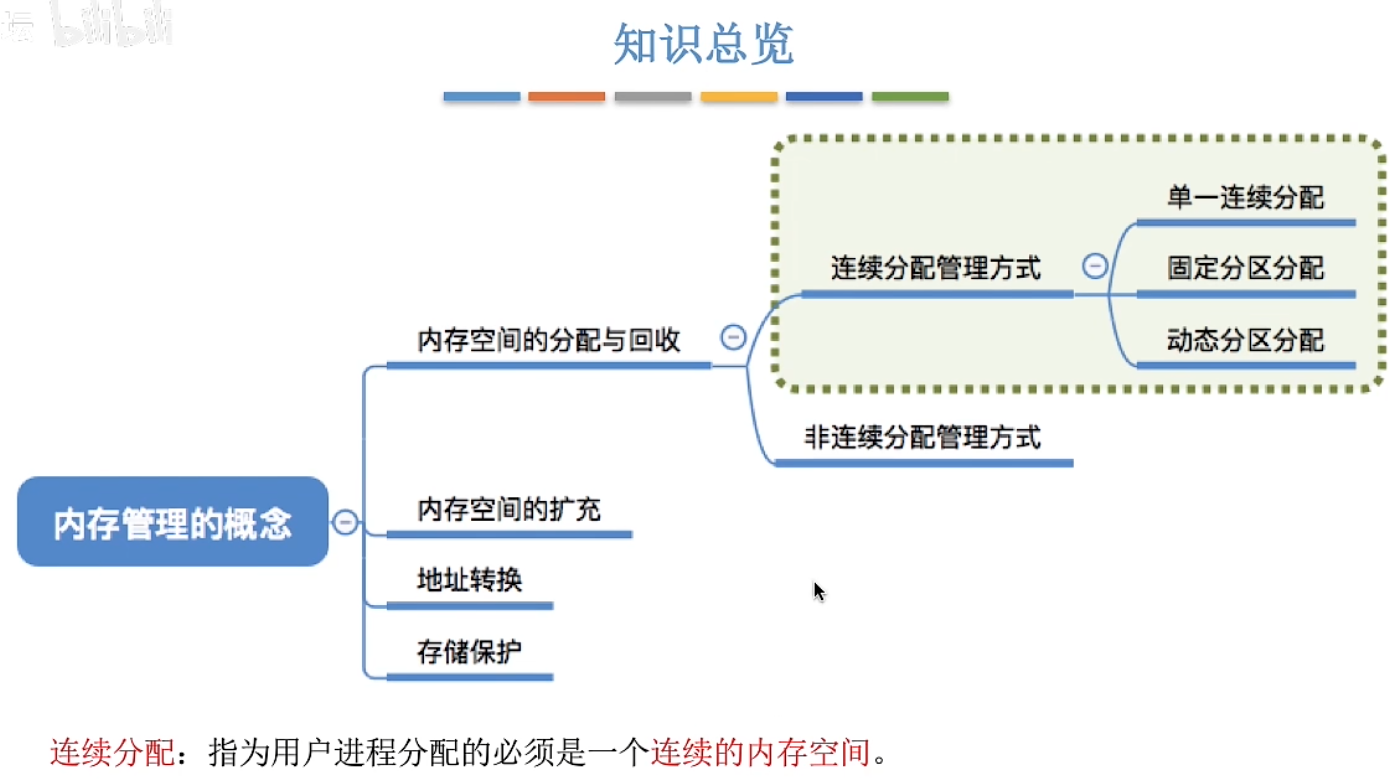 坛 bilibili
知识总览
单一连续分配
连续分配管理方式
固定分区分配
内存空间的分配与回收
动态分区分配
非连续分配管理方式
内存管理的概念
内存空间的扩充
地址转换
存储保护
连续分配：指为用户进程分配的必须是一个连续的内存空间。